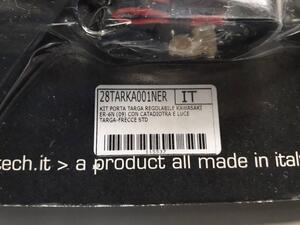 28TARKA001NER
IT
KIT PORTA TARGA REGOLABILE KAWASAKI
ER-6N (09) CON CATADIOTRA E LUCE
TARGA-FRECCE STD
tech.it > a product all made in ital